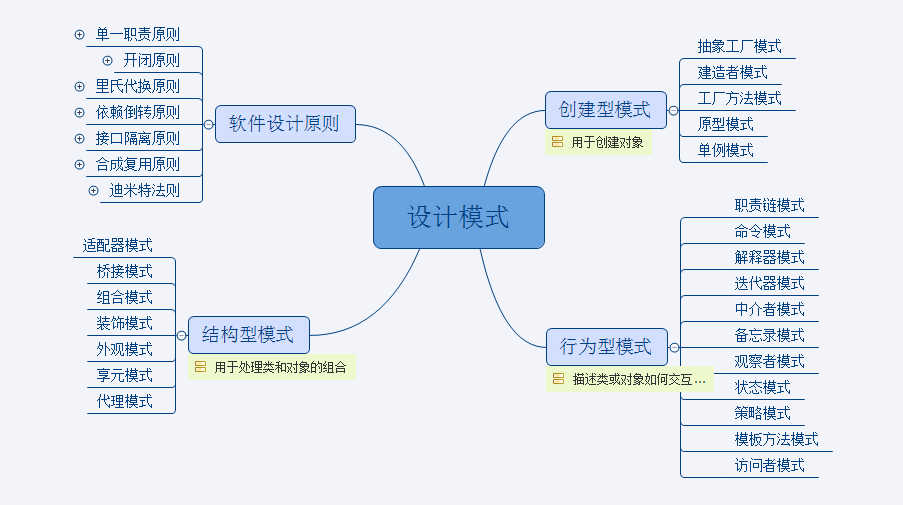 设计模式
软件设计原则
单一职责原则
开闭原则
里氏代换原则
依赖倒转原则
接口隔离原则
合成复用原则
迪米特法则
创建型模式
用于创建对象
抽象工厂模式
建造者模式
工厂方法模式
原型模式
单例模式
结构型模式
用于处理类和对象的组合
适配器模式
桥接模式
组合模式
装饰模式
外观模式
享元模式
代理模式
行为型模式
描述类或对象如何交互...
职责链模式
命令模式
解释器模式
迭代器模式
中介者模式
备忘录模式
观察者模式
状态模式
策略模式
模板方法模式
访问者模式